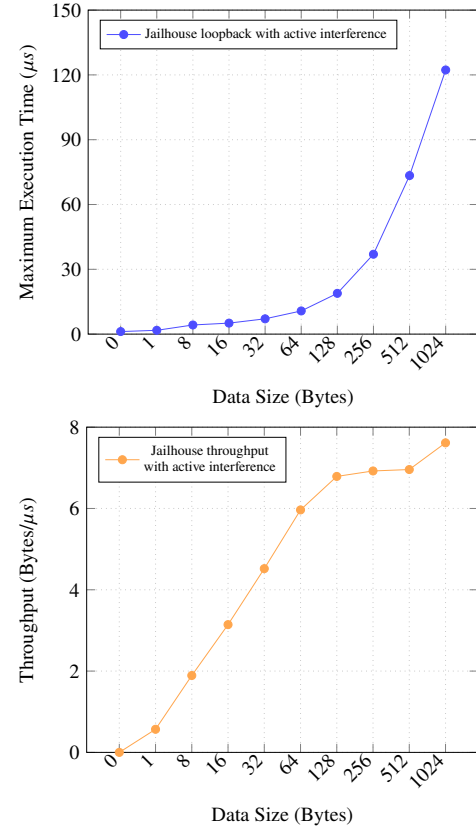 150
120
90
60
30
0
Maximum Execution Time (μs)
Jailhouse loopback with active interference
0 1 8 16 32 64 128 256 512 1024
Data Size (Bytes)
8
6
4
2
0
Throughput (Bytes/μs)
Jailhouse throughput
with active interference
0 1 8 16 32 64 128 256 512 1024
Data Size (Bytes)